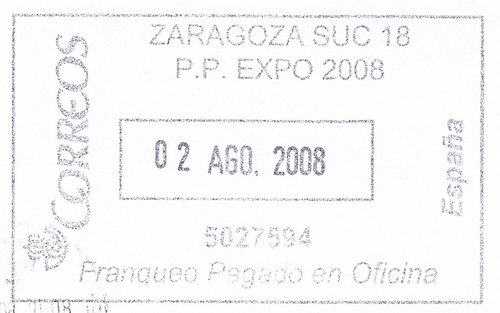 ZARAGOZA SUC 18
P.P. EXPO 2008
CORREOS
02 AGO. 2008
España
5027594
Franqueo Pagado en Oficina